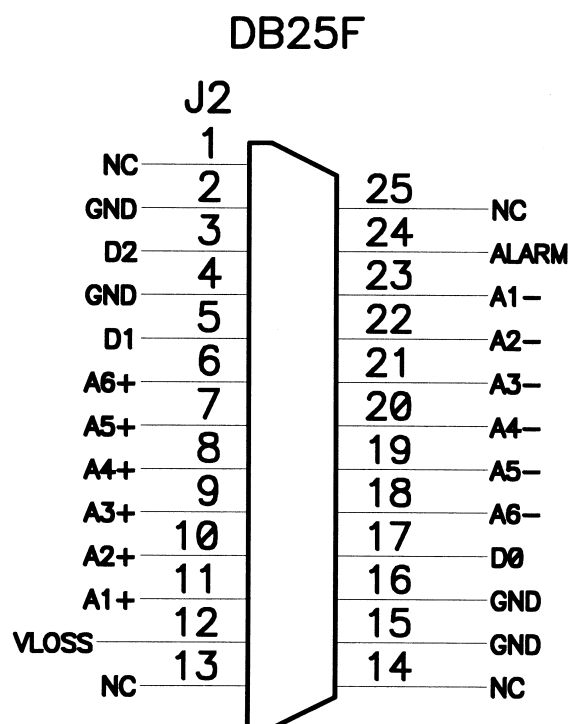 DB25F
J2
NC 1
GND 2
25 NC
D2 3
24 ALARM
GND 4
23 A1-
D1 5
22 A2-
A6+ 6
21 A3-
A5+ 7
20 A4-
A4+ 8
19 A5-
A3+ 9
18 A6-
A2+ 10
17 D0
A1+ 11
16 GND
VLOSS 12
15 GND
NC 13
14 NC